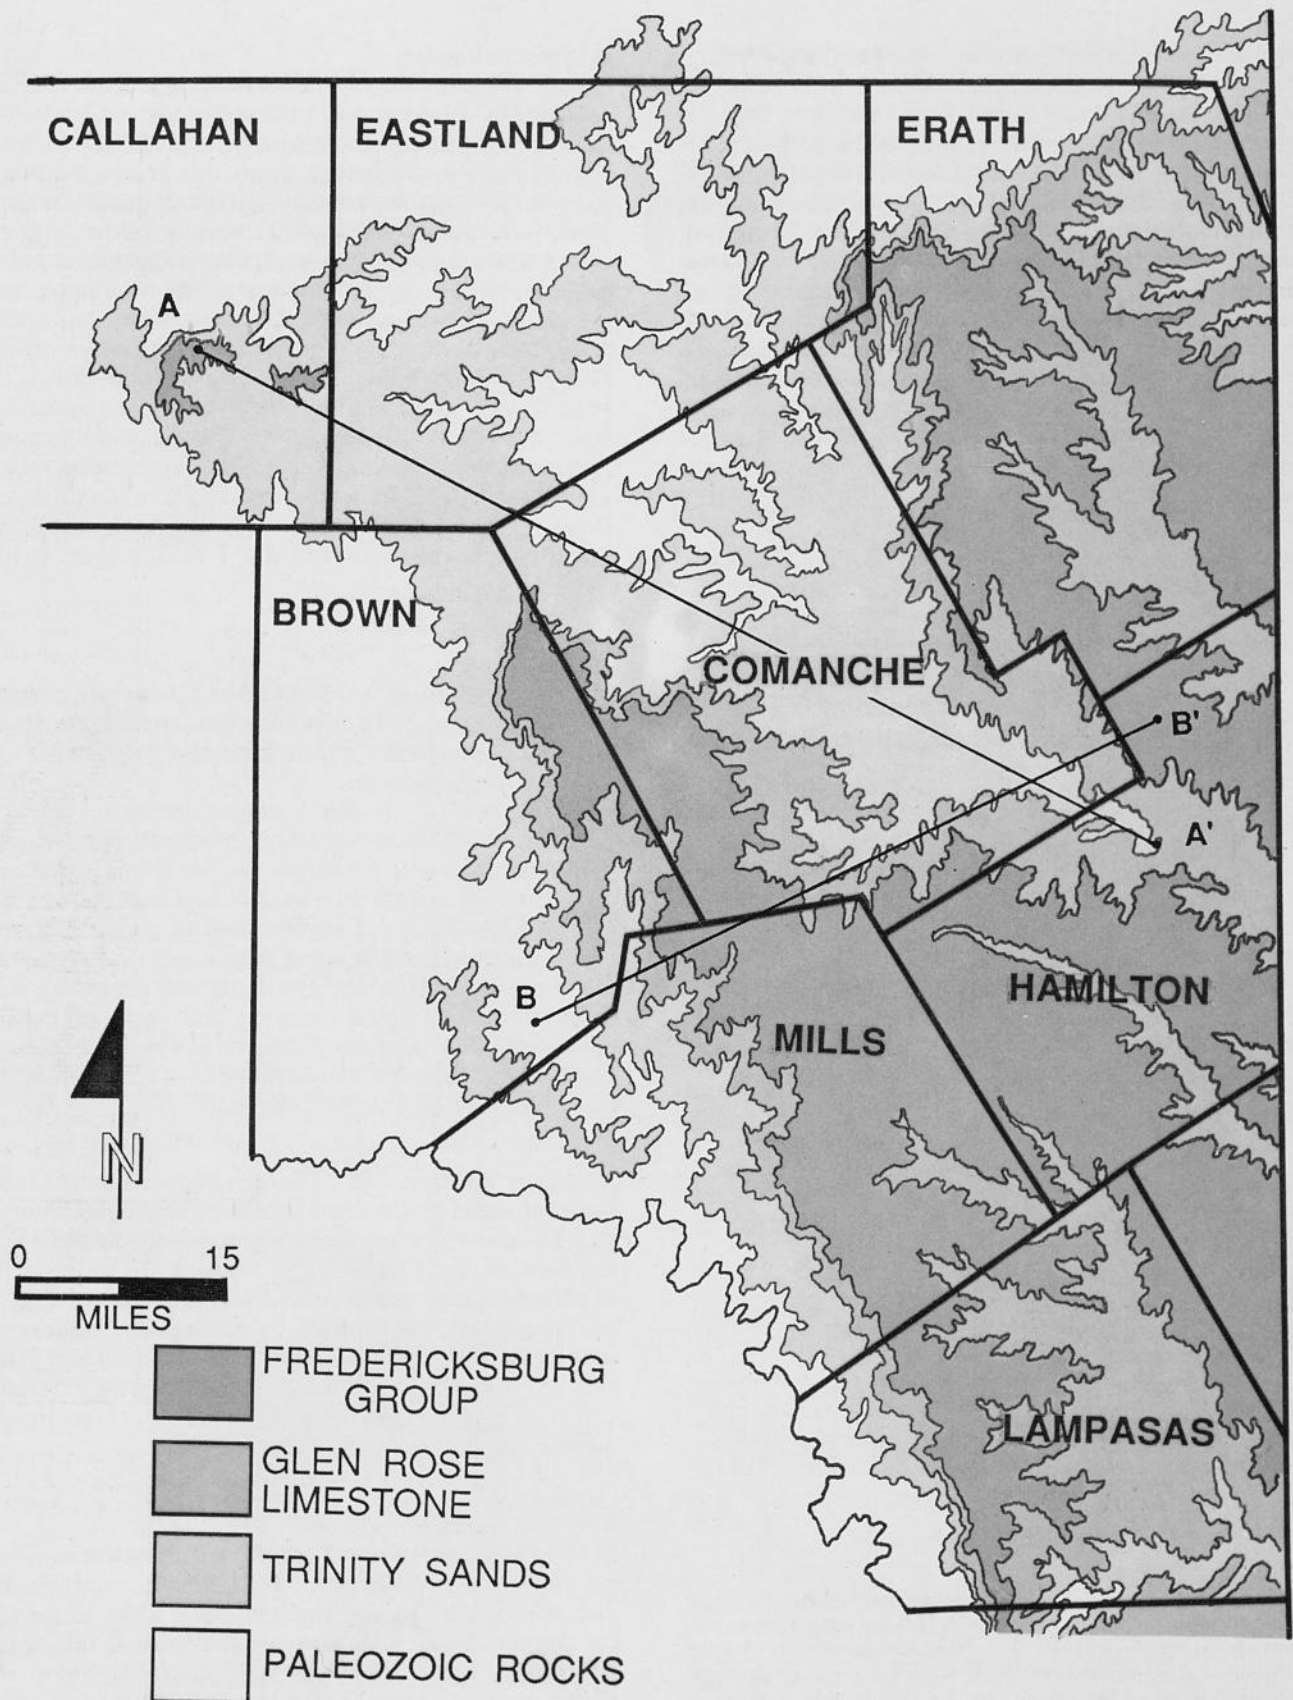 CALLAHAN
EASTLAND
ERATH
A
BROWN
COMANCHE
B'
A'
B
HAMILTON
MILLS
N
0 15
MILES
LAMPASAS
FREDERICKSBURG
GROUP
GLEN ROSE
LIMESTONE
TRINITY SANDS
PALEOZOIC ROCKS